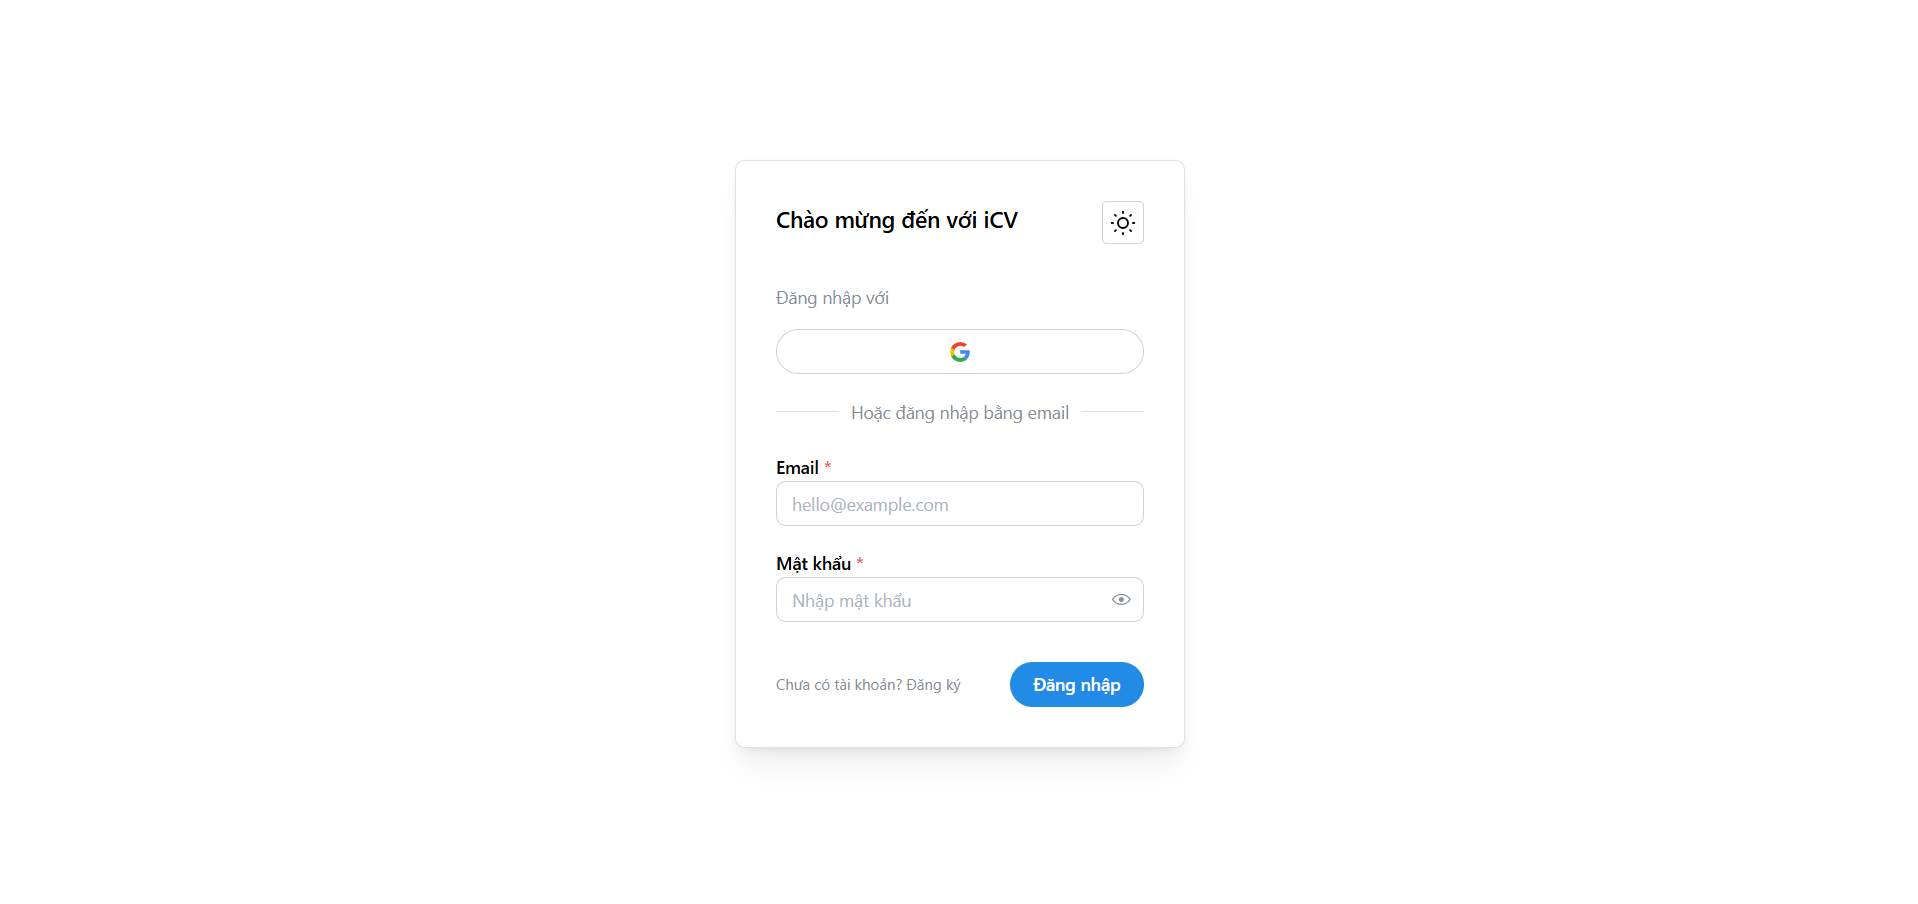 Chào mừng đến với iCV
Đăng nhập với
Hoặc đăng nhập bằng email
Email *
hello@example.com
Mật khẩu *
Nhập mật khẩu
Chưa có tài khoản? Đăng ký
Đăng nhập